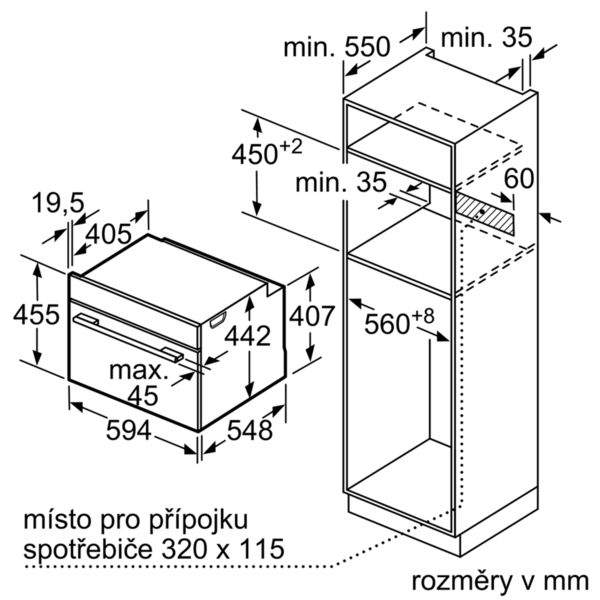 min. 550
min. 35
450+2
min. 35
60
19,5
405
455
442
407
560+8
max.
45
594
548
místo pro přípojku
spotřebiče 320 x 115
rozměry v mm